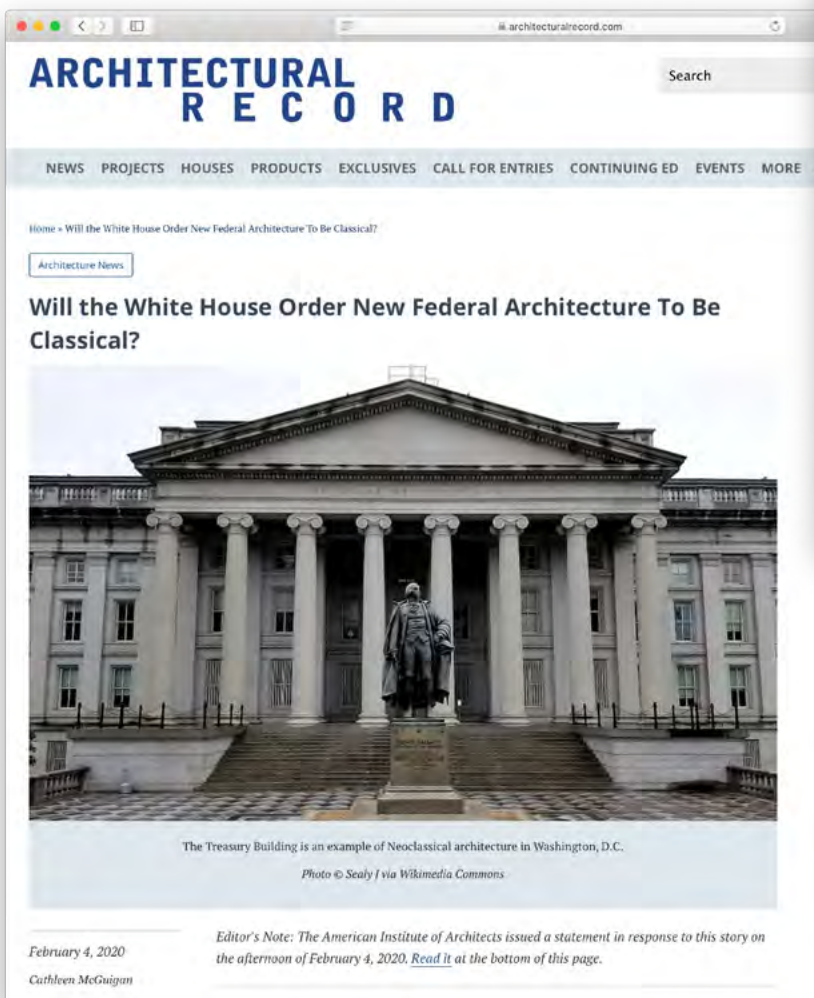 architecturalrecord.com
ARCHITECTURAL
RECORD
Search
NEWS PROJECTS HOUSES PRODUCTS EXCLUSIVES CALL FOR ENTRIES CONTINUING ED EVENTS MORE
Home » Will the White House Order New Federal Architecture To Be Classical?
Architecture News
Will the White House Order New Federal Architecture To Be
Classical?
The Treasury Building is an example of Neoclassical architecture in Washington, D.C.
Photo © Sealy J via Wikimedia Commons
February 4, 2020
Cathleen McGuigan
Editor's Note: The American Institute of Architects issued a statement in response to this story on
the afternoon of February 4, 2020. Read it at the bottom of this page.